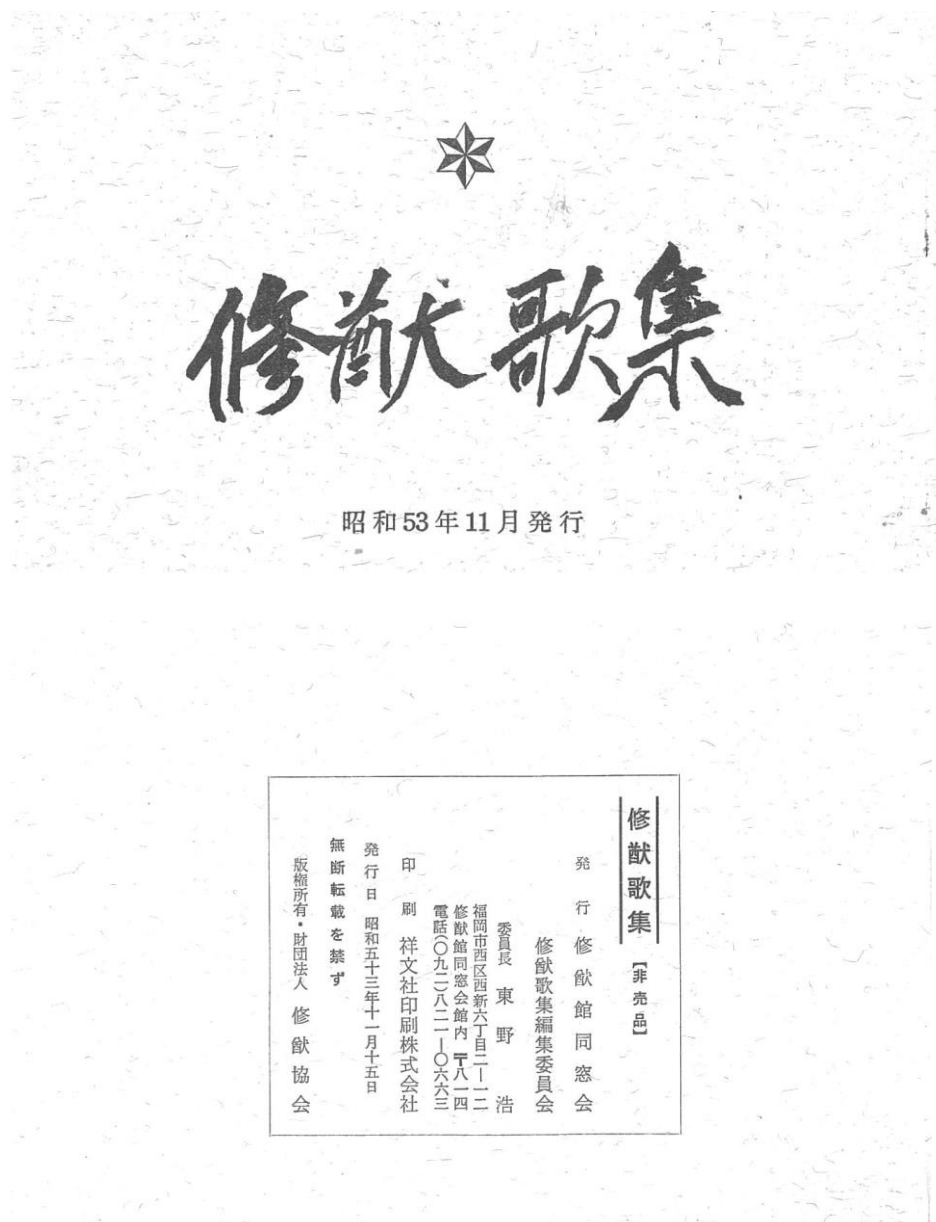 修猷歌集
昭和53年11月発行
修猷歌集【非売品】
発行 修猷館同窓会
修猷歌集編集委員会
委員長 東野浩
福岡市西区西新六丁目二ー一二
修猷館同窓会館内 〒八一四
電話(〇九二)八二一ー〇六六三
印刷 祥文社印刷株式会社
発行日 昭和五十三年十一月十五日
無断転載を禁ず
版権所有・財団法人 修猷協会